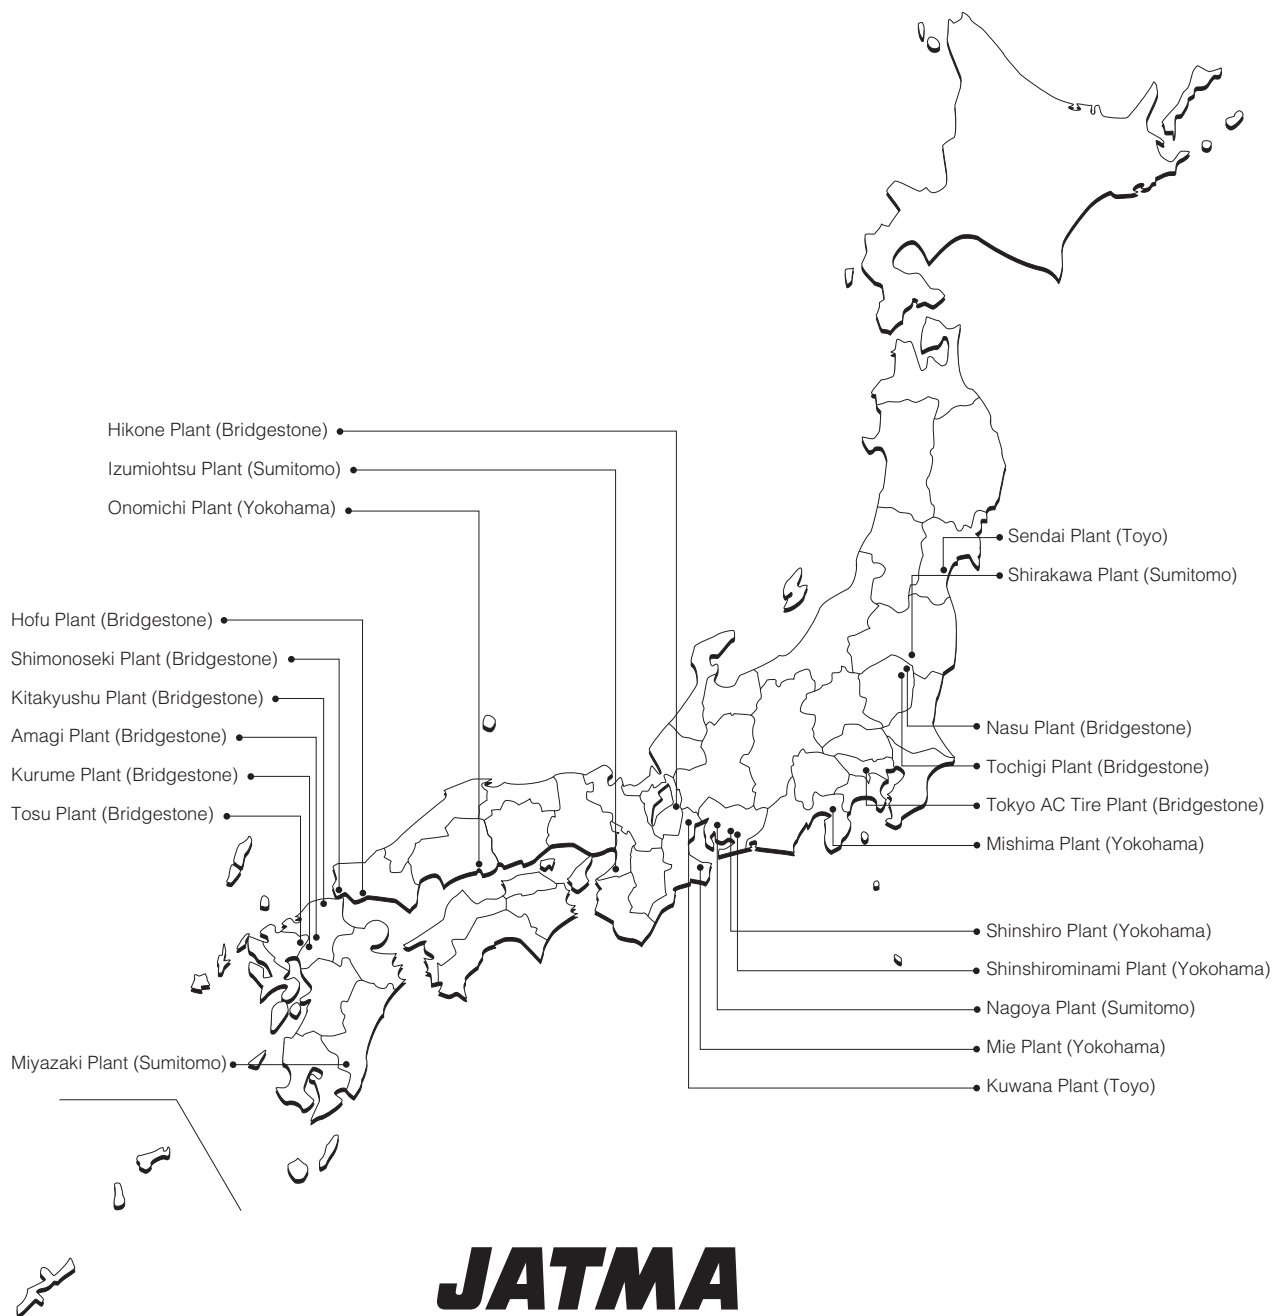 Hikone Plant (Bridgestone)
Izumiohtsu Plant (Sumitomo)
Onomichi Plant (Yokohama)
Sendai Plant (Toyo)
Shirakawa Plant (Sumitomo)
Hofu Plant (Bridgestone)
Shimonoseki Plant (Bridgestone)
Kitakyushu Plant (Bridgestone)
Amagi Plant (Bridgestone)
Kurume Plant (Bridgestone)
Tosu Plant (Bridgestone)
Nasu Plant (Bridgestone)
Tochigi Plant (Bridgestone)
Tokyo AC Tire Plant (Bridgestone)
Mishima Plant (Yokohama)
Shinshiro Plant (Yokohama)
Shinshirominami Plant (Yokohama)
Nagoya Plant (Sumitomo)
Mie Plant (Yokohama)
Kuwana Plant (Toyo)
Miyazaki Plant (Sumitomo)
JATMA